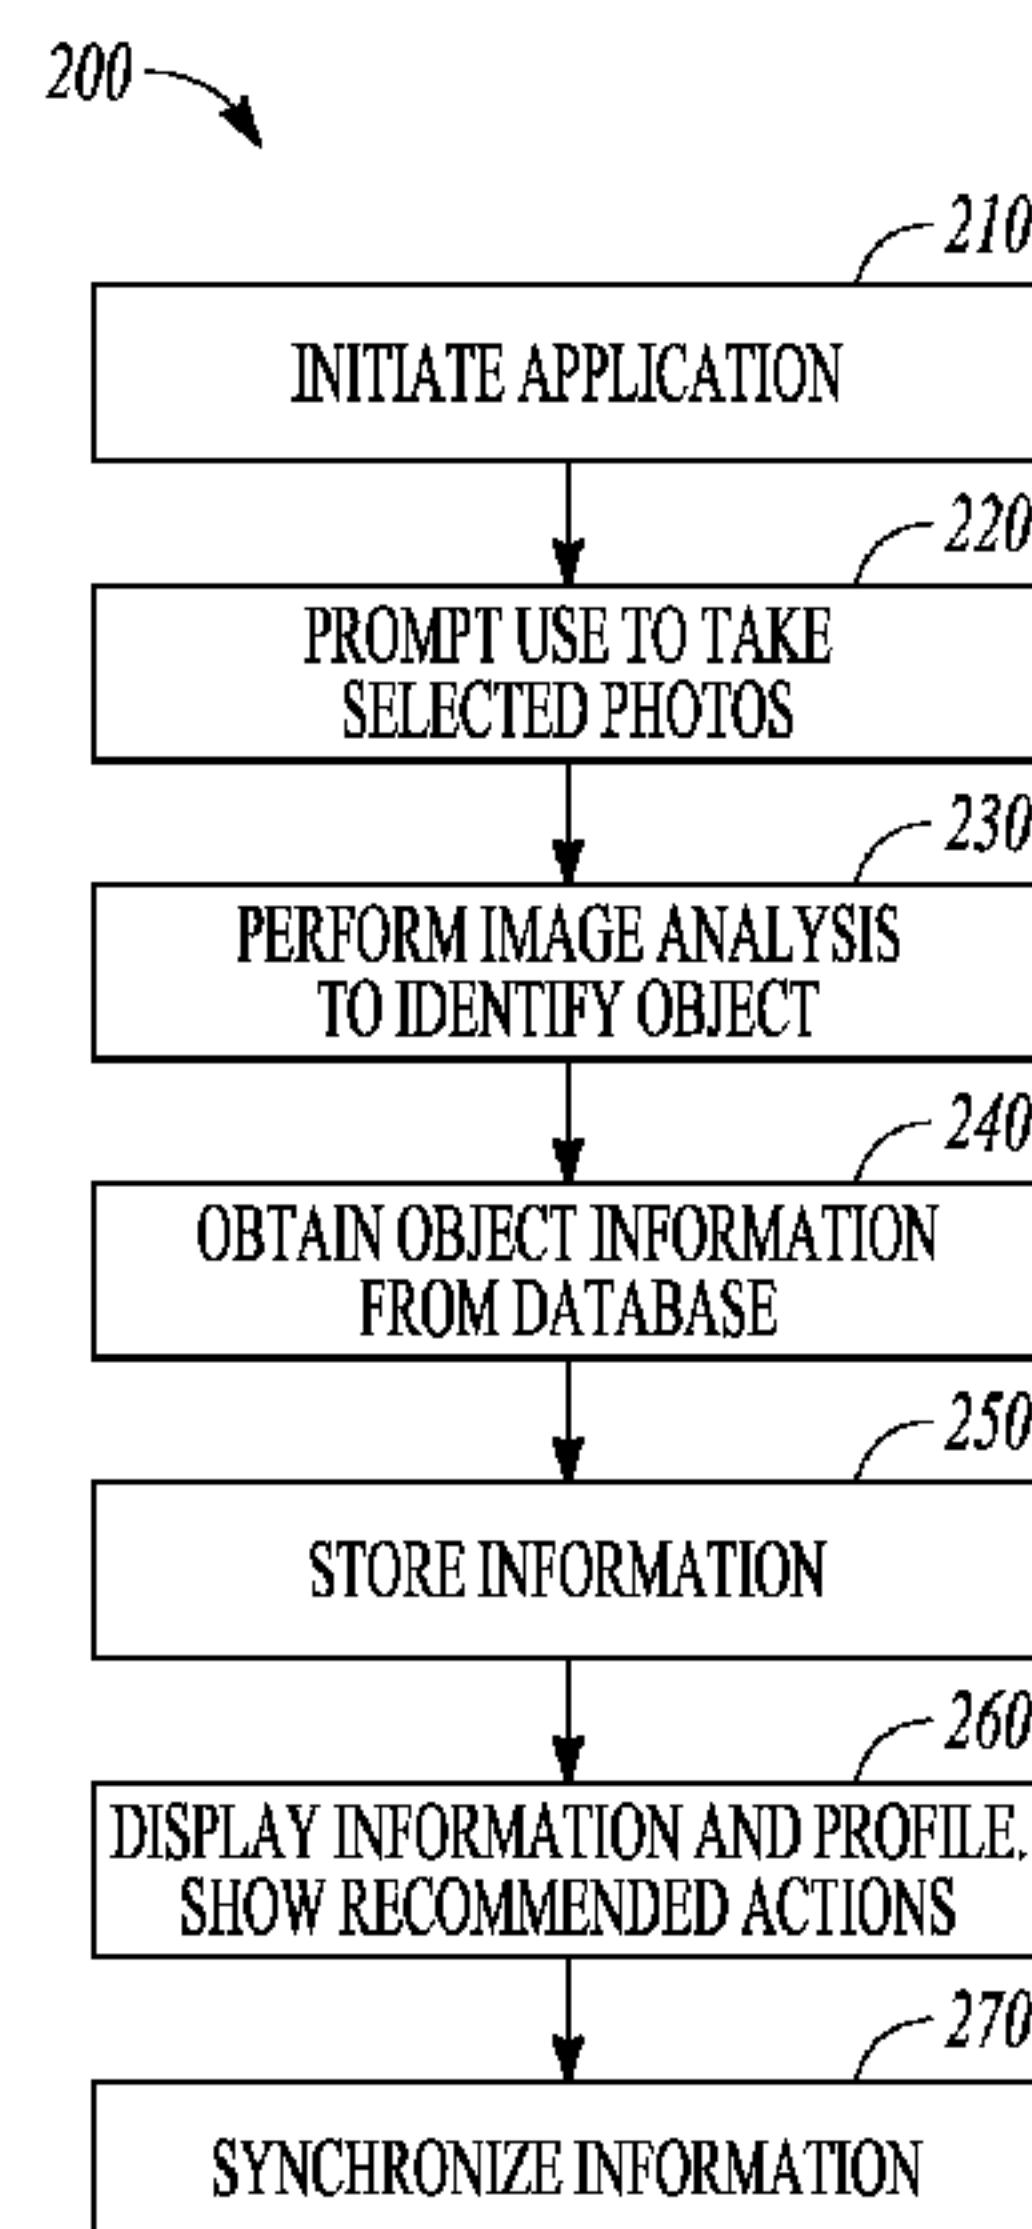 200
210
INITIATE APPLICATION
220
PROMPT USE TO TAKE
SELECTED PHOTOS
230
PERFORM IMAGE ANALYSIS
TO IDENTIFY OBJECT
240
OBTAIN OBJECT INFORMATION
FROM DATABASE
250
STORE INFORMATION
260
DISPLAY INFORMATION AND PROFILE.
SHOW RECOMMENDED ACTIONS
270
SYNCHRONIZE INFORMATION